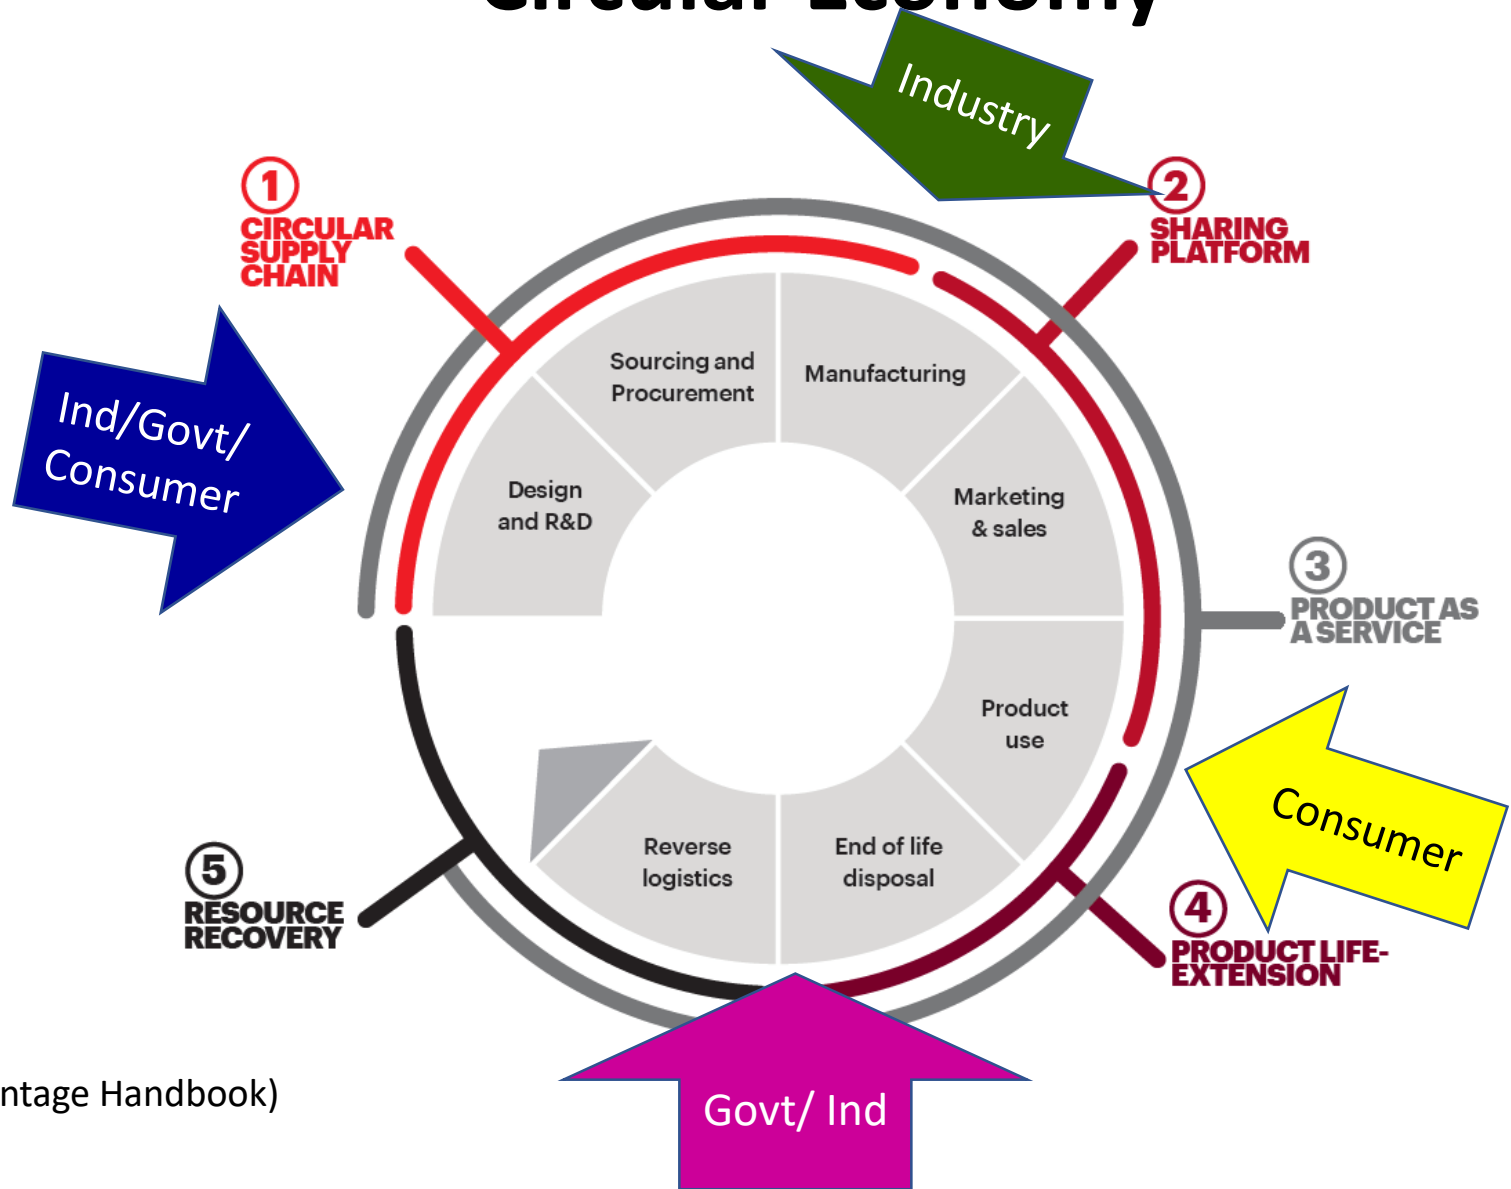 Circular Economy
Industry
1
CIRCULAR
SUPPLY
CHAIN
2
SHARING
PLATFORM
Ind/Govt/
Consumer
Sourcing and
Procurement
Manufacturing
Design
and R&D
Marketing
& sales
3
PRODUCT AS
A SERVICE
Product
use
Consumer
Reverse
logistics
End of life
disposal
5
RESOURCE
RECOVERY
4
PRODUCT LIFE-
EXTENSION
ntage Handbook)
Govt/ Ind